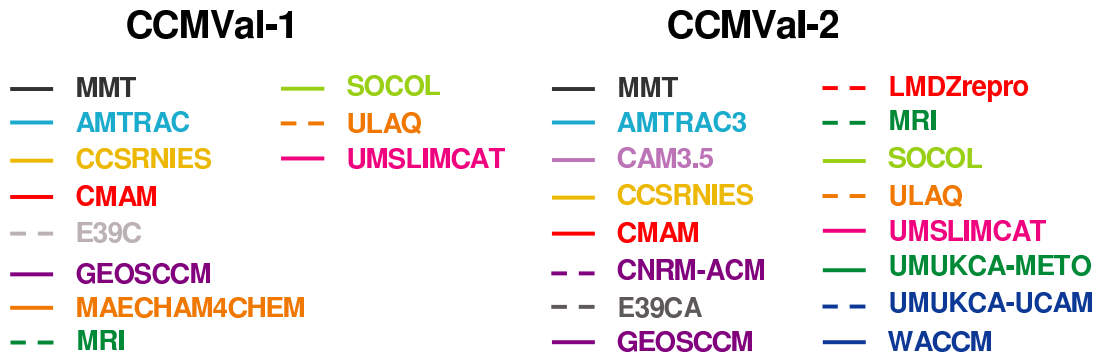 CCMVal-1
MMT
AMTRAC
CCSRNIES
CMAM
E39C
GEOSCCM
MAECHAM4CHEM
MRI
SOCOL
ULAQ
UMSLIMCAT
CCMVal-2
MMT
AMTRAC3
CAM3.5
CCSRNIES
CMAM
CNRM-ACM
E39CA
GEOSCCM
LMDZrepro
MRI
SOCOL
ULAQ
UMSLIMCAT
UMUKCA-METO
UMUKCA-UCAM
WACCM